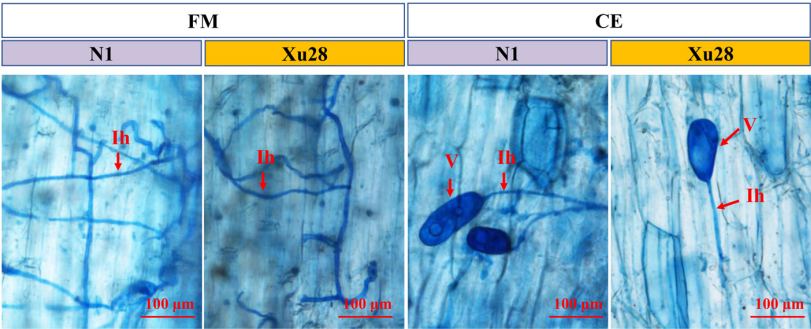 FM CE
N1 Xu28 N1 Xu28
Ih Ih V Ih V Ih
100 μm 100 μm 100 μm 100 μm